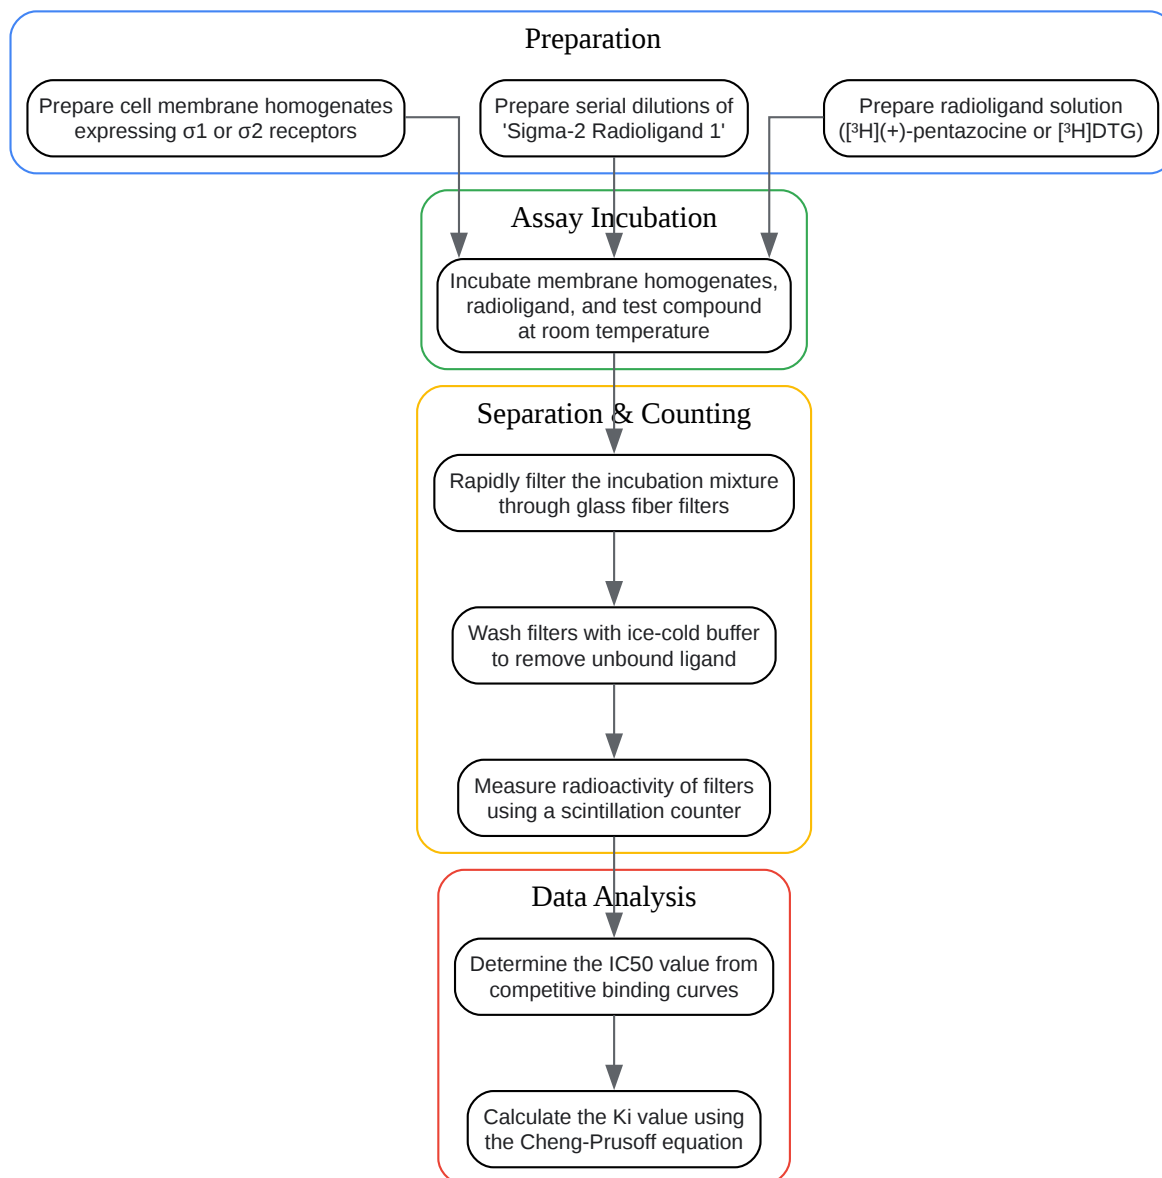 Preparation
Prepare cell membrane homogenates
expressing σ1 or σ2 receptors
Prepare serial dilutions of
'Sigma-2 Radioligand 1'
Prepare radioligand solution
([³H](+)-pentazocine or [³H]DTG)
Assay Incubation
Incubate membrane homogenates,
radioligand, and test compound
at room temperature
Separation & Counting
Rapidly filter the incubation mixture
through glass fiber filters
Wash filters with ice-cold buffer
to remove unbound ligand
Measure radioactivity of filters
using a scintillation counter
Data Analysis
Determine the IC50 value from
competitive binding curves
Calculate the Ki value using
the Cheng-Prusoff equation